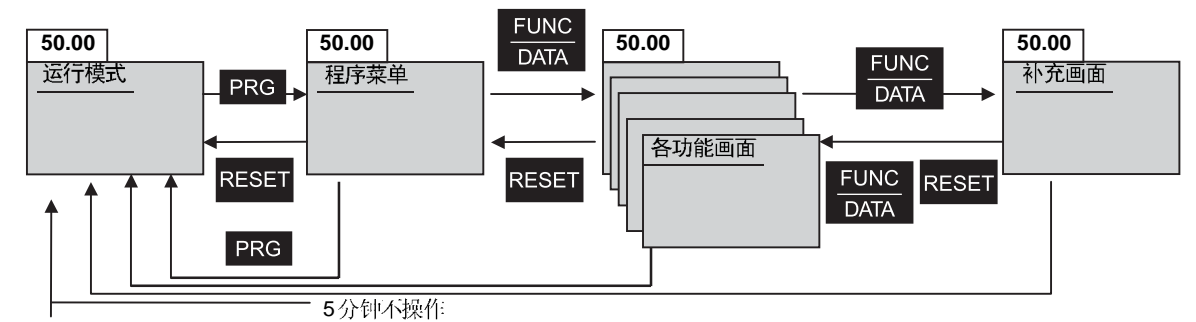 50.00
运行模式
PRG
RESET
50.00
程序菜单
FUNC
DATA
RESET
50.00
各功能画面
FUNC
DATA
FUNC
DATA
RESET
50.00
补充画面
PRG
5分钟不操作